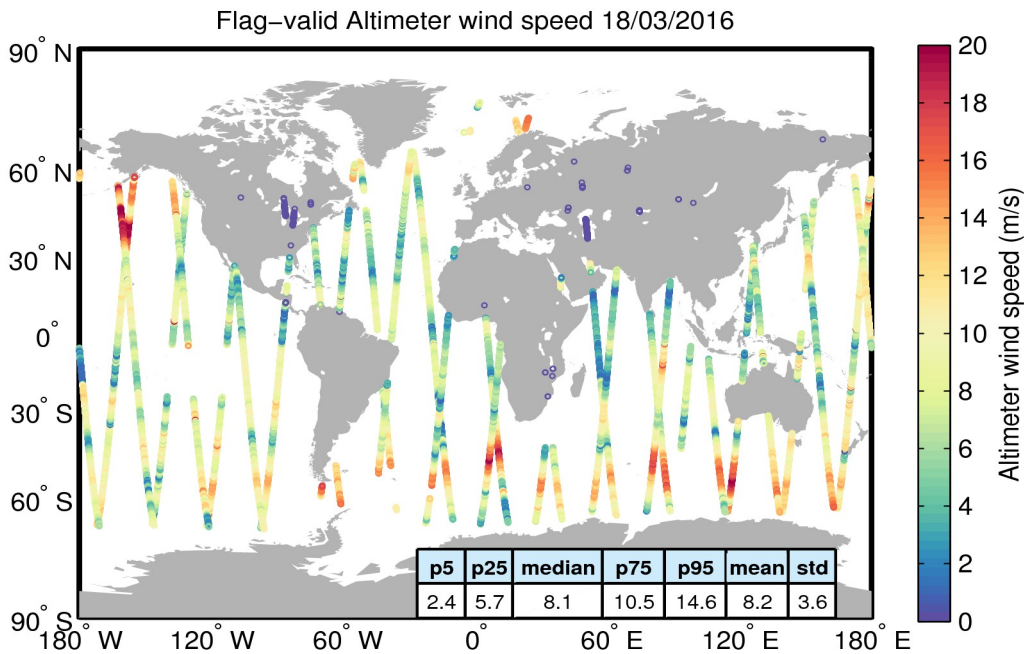 Flag−valid Altimeter wind speed 18/03/2016
90° N
60° N
30° N
0°
30° S
60° S
90° S
180° W
120° W
60° W
0°
60° E
120° E
180° E
p5 p25 median p75 p95 mean std
2.4 5.7 8.1 10.5 14.6 8.2 3.6
20
18
16
14
12
10
8
6
4
2
0
Altimeter wind speed (m/s)